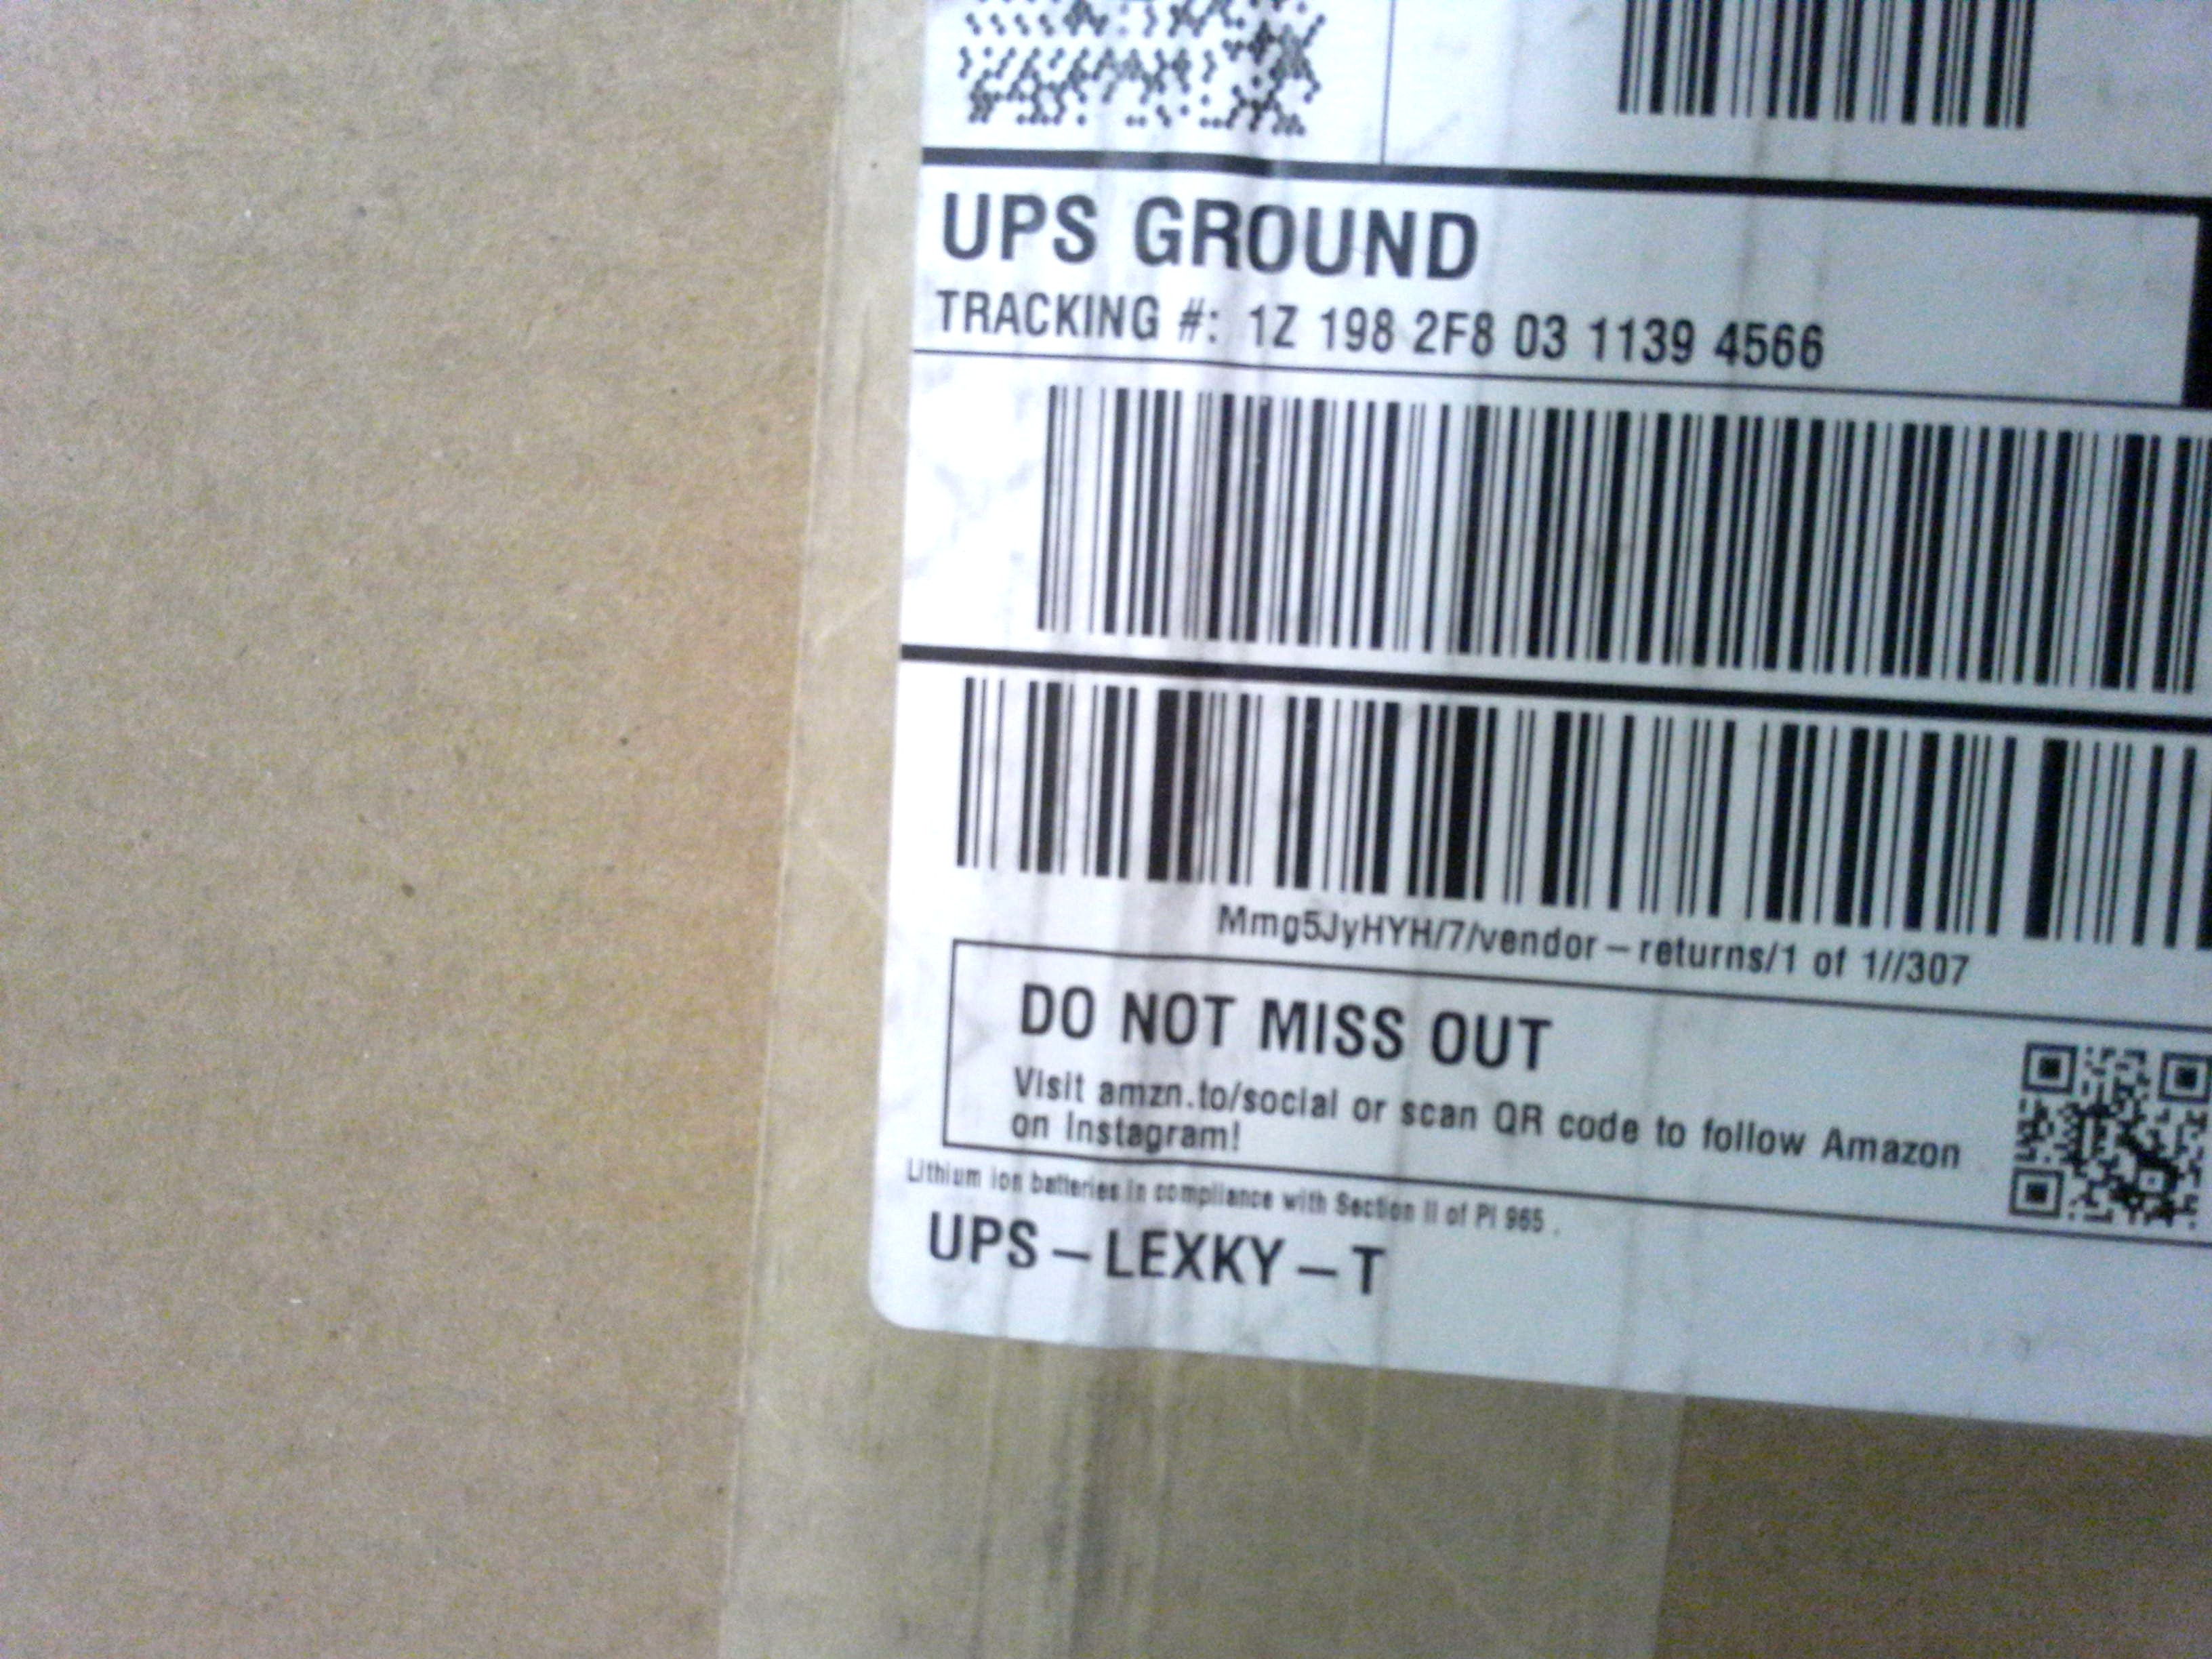 UPS GROUND
TRACKING #: 1Z 198 2F8 03 1139 4566
Mmg5JyHYH/7/vendor-returns/1 of 1//307
DO NOT MISS OUT
Visit amzn.to/social or scan QR code to follow Amazon
on Instagram!
Lithium ion batteries in compliance with Section II of PI 965 .
UPS-LEXKY-T